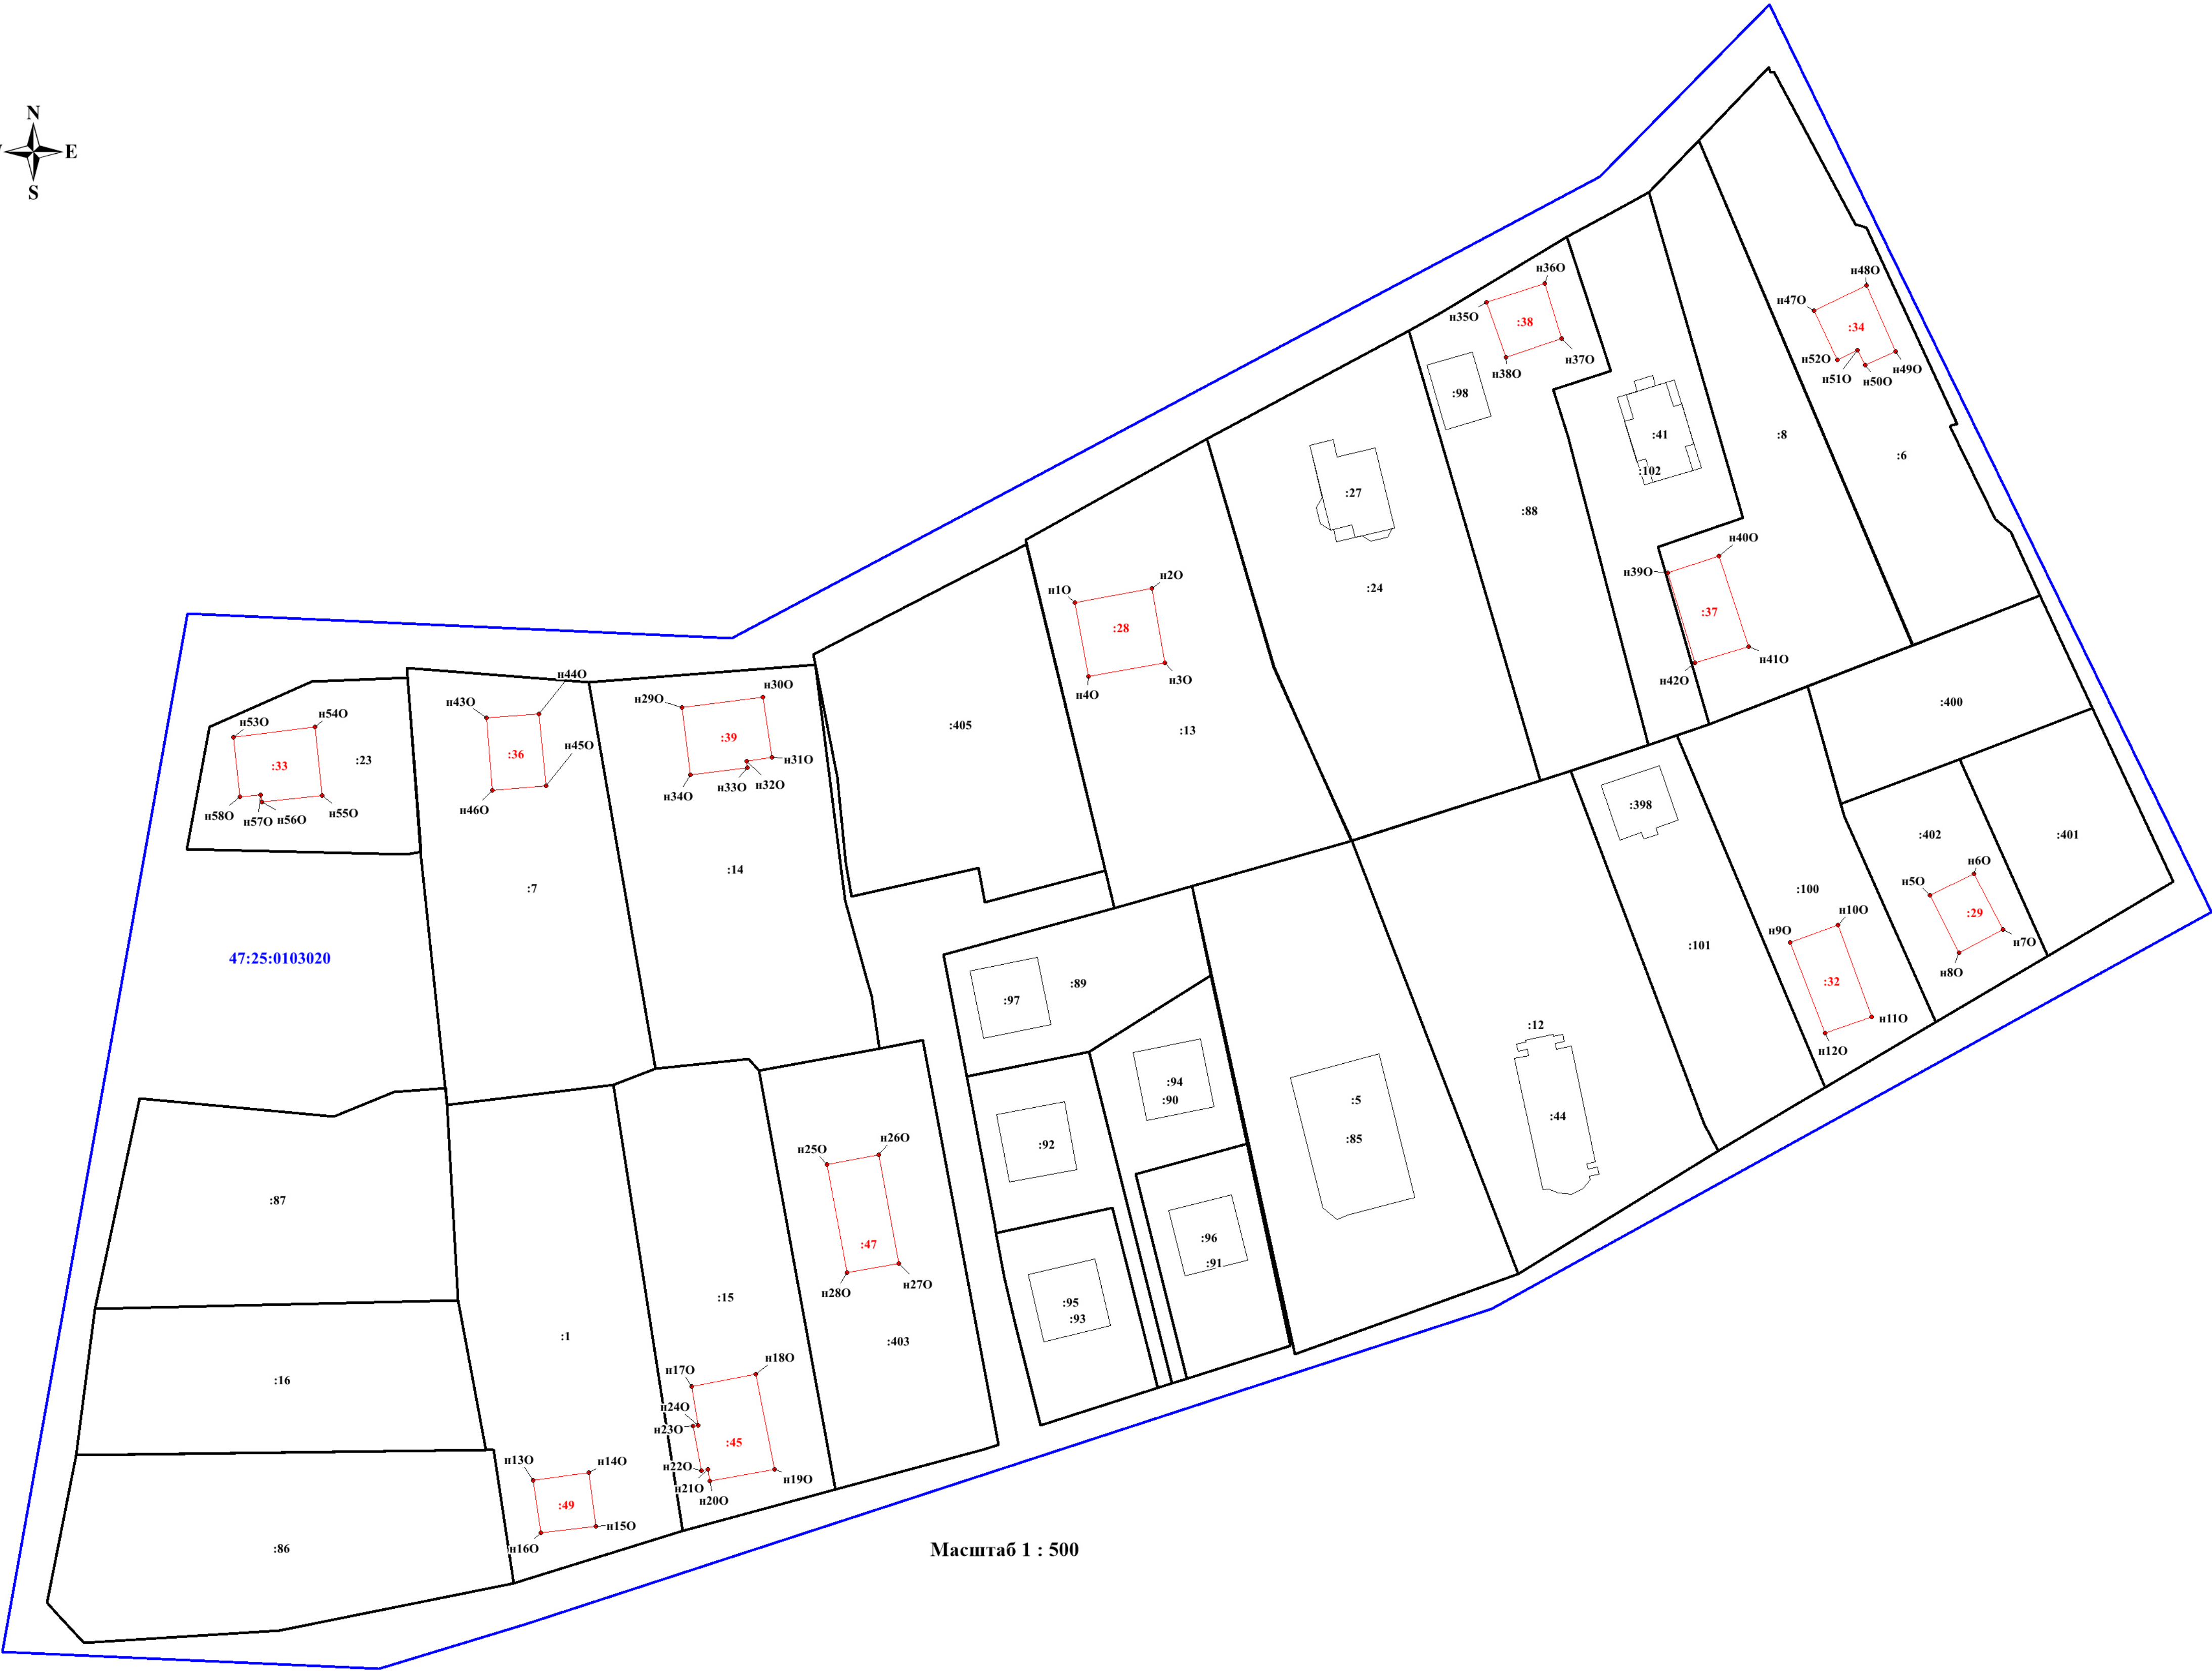 N
E
S
н36О
н48О
н47О
н35О
:38
:34
н37О
н52О
н51О
н50О
н49О
н38О
:98
:41
:8
:6
:102
:27
:88
н40О
н39О
н2О
н1О
:24
:37
:28
н41О
н3О
н42О
н4О
н44О
н30О
н29О
н43О
:400
н53О
н54О
:405
:13
:39
н45О
:36
:23
:33
н31О
н33О
н32О
н34О
н46О
н58О
н57О
н56О
н55О
:398
:402
:401
:14
н6О
:7
:100
н5О
:29
н10О
н9О
н7О
:101
47:25:0103020
н8О
:89
:32
:97
н11О
:12
н12О
:94
:90
:5
:44
:85
:92
н26О
н25О
:87
:96
:47
:91
н27О
н28О
:15
:95
:93
:1
:403
н18О
н17О
:16
н24О
н23О
:45
н13О
н14О
н22О
н21О
н19О
н20О
:49
н15О
н16О
:86
Масштаб 1 : 500